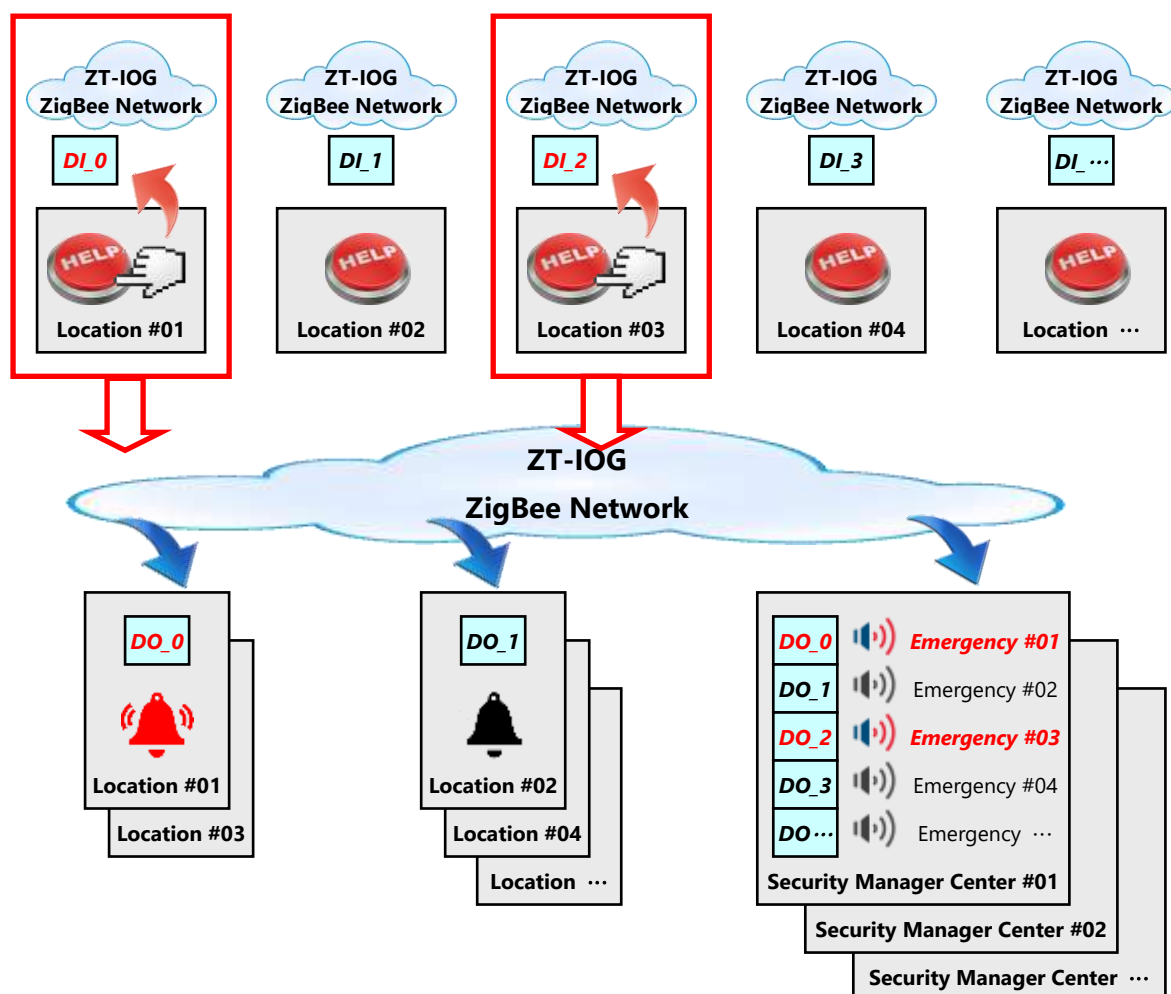 ZT-IOG
ZigBee Network
ZT-IOG
ZigBee Network
ZT-IOG
ZigBee Network
ZT-IOG
ZigBee Network
ZT-IOG
ZigBee Network
DI_0
DI_1
DI_2
DI_3
DI_…
HELP
HELP
HELP
HELP
HELP
Location #01
Location #02
Location #03
Location #04
Location …
ZT-IOG
ZigBee Network
DO_0
Location #01
Location #03
DO_1
Location #02
Location #04
Location …
DO_0 Emergency #01
DO_1 Emergency #02
DO_2 Emergency #03
DO_3 Emergency #04
DO… Emergency …
Security Manager Center #01
Security Manager Center #02
Security Manager Center …